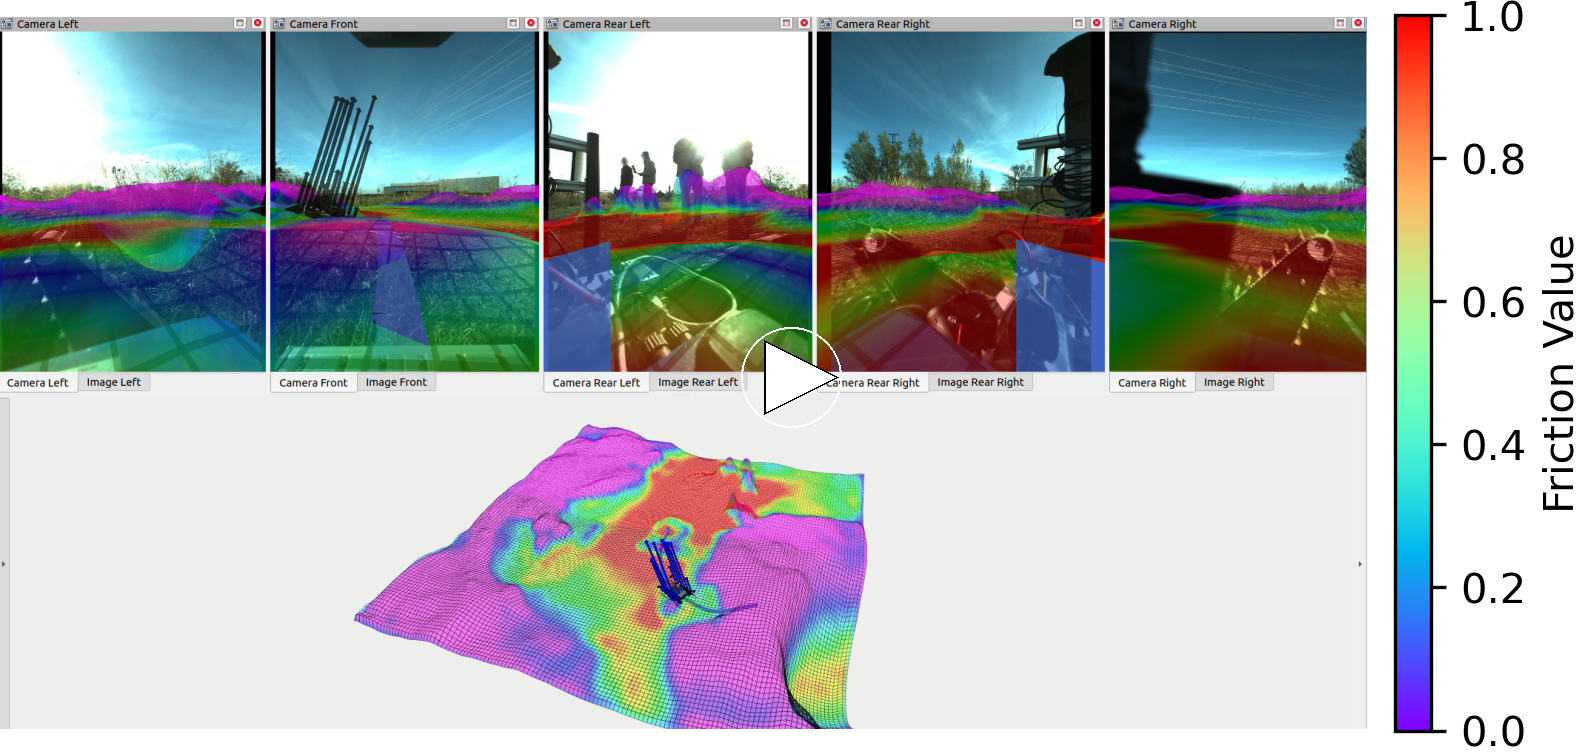 Camera Left
Camera Front
Camera Rear Left
Camera Rear Right
Camera Right
Camera Left
Image Left
Camera Front
Image Front
Camera Rear Left
Image Rear Left
Camera Rear Right
Image Rear Right
Camera Right
Image Right
1.0
0.8
0.6
0.4
0.2
0.0
Friction Value